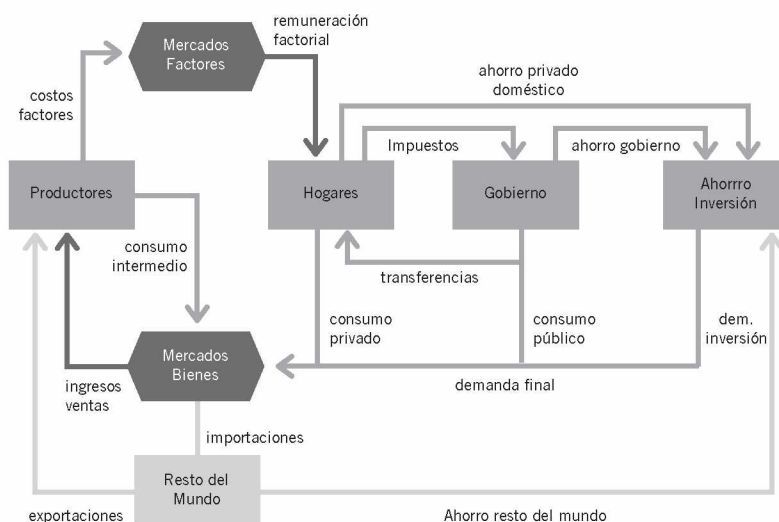 remuneración
factorial
Mercados
Factores
ahorro privado
doméstico
costos
factores
Impuestos
ahorro gobierno
Productores
Hogares
Gobierno
Ahorrro
Inversión
consumo
intermedio
transferencias
consumo
privado
consumo
público
dem.
inversión
Mercados
Bienes
ingresos
ventas
demanda final
importaciones
Resto del
Mundo
exportaciones
Ahorro resto del mundo